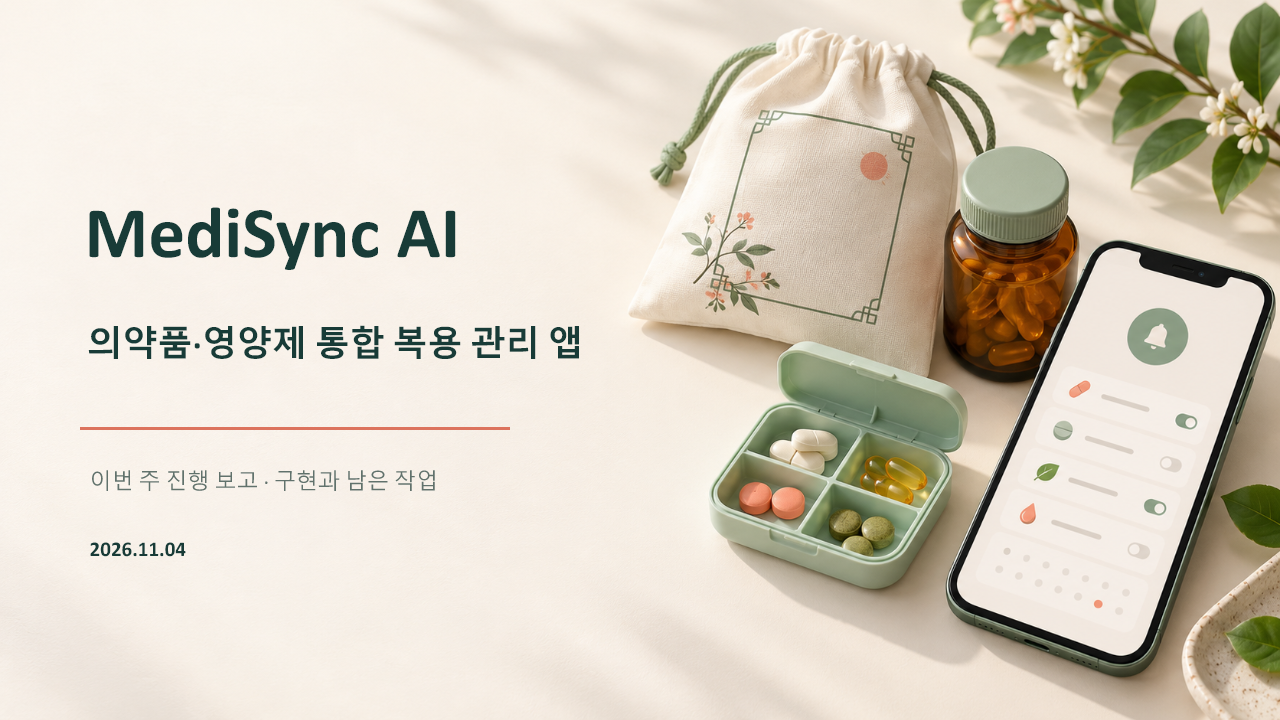 MediSync AI
의약품·영양제 통합 복용 관리 앱
이번 주 진행 보고 · 구현과 남은 작업
2026.11.04